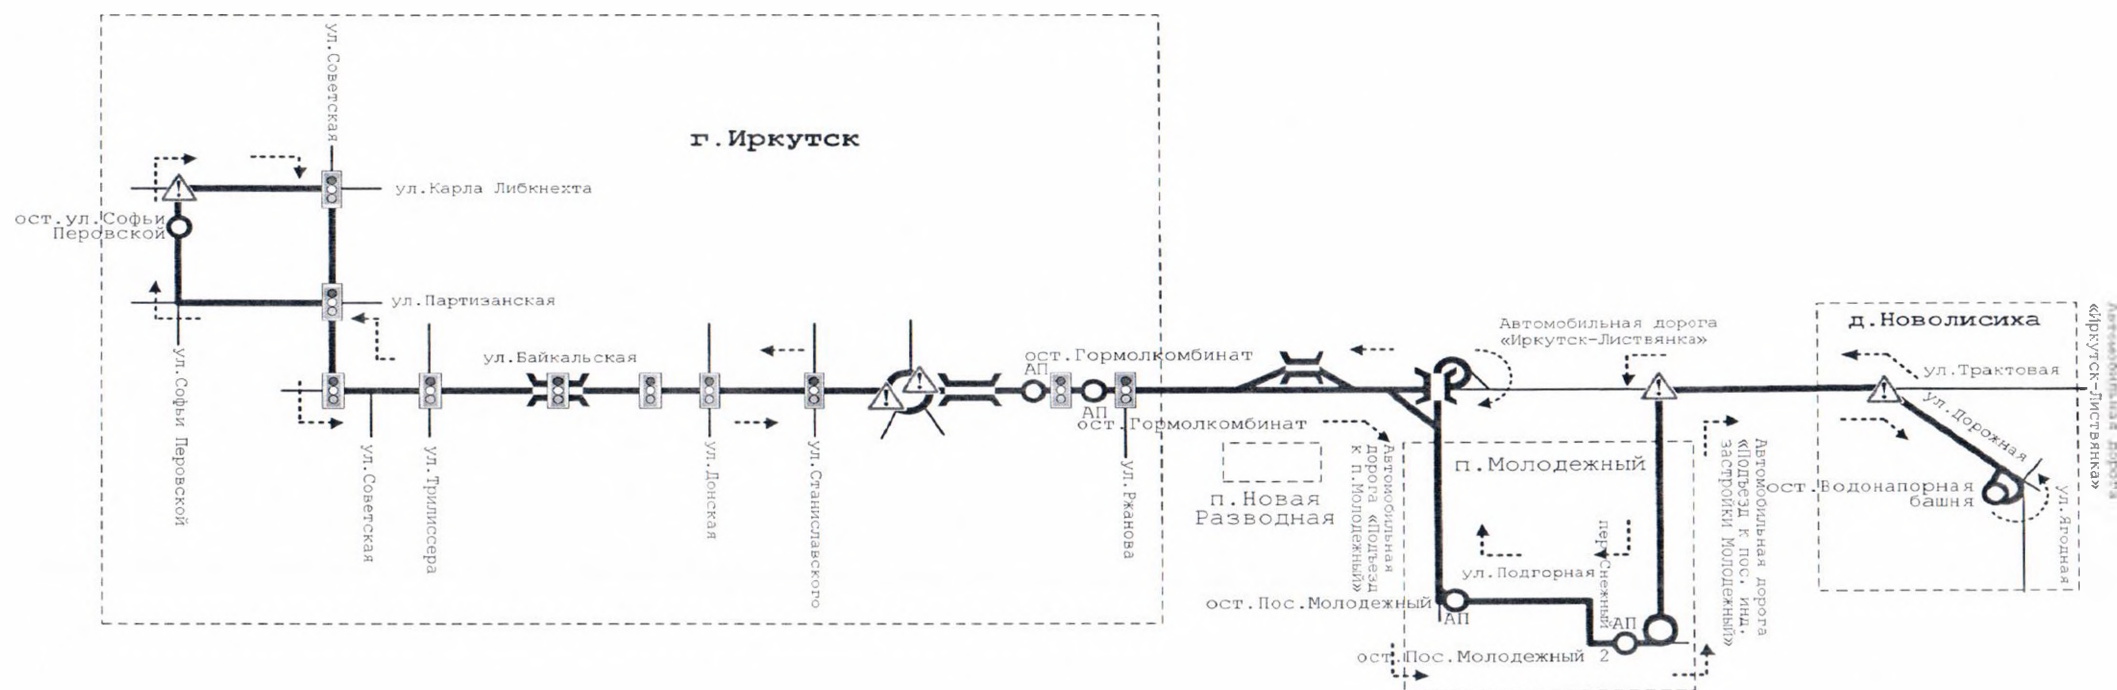 г.Иркутск
ул.Советская
ул.Карла Либкнехта
ост.ул.Софьи
Перовской
ул.Партизанская
ул.Софьи Перовской
ул.Байкальская
ул.Советская
ул.Трилиссера
ул.Донская
ул.Станиславского
ост.Гормолкомбинат
АП
АП
ост.Гормолкомбинат
ул.Ржанова
п.Новая
Разводная
Автомобильная
дорога «Подъезд
к п.Молодежный»
Автомобильная дорога
«Иркутск-Листвянка»
п.Молодежный
ул.Подгорная
пер.Снежный
ост.Пос.Молодежный
АП
АП
ост.Пос.Молодежный 2
Автомобильная дорога
«Подъезд к пос. инд.
застройки Молодежный»
д.Новолисиха
ул.Трактовая
ул.Дорожная
ост.Водонапорная
башня
ул.Ягодная
Автомобильная дорога
«Иркутск-Листвянка»